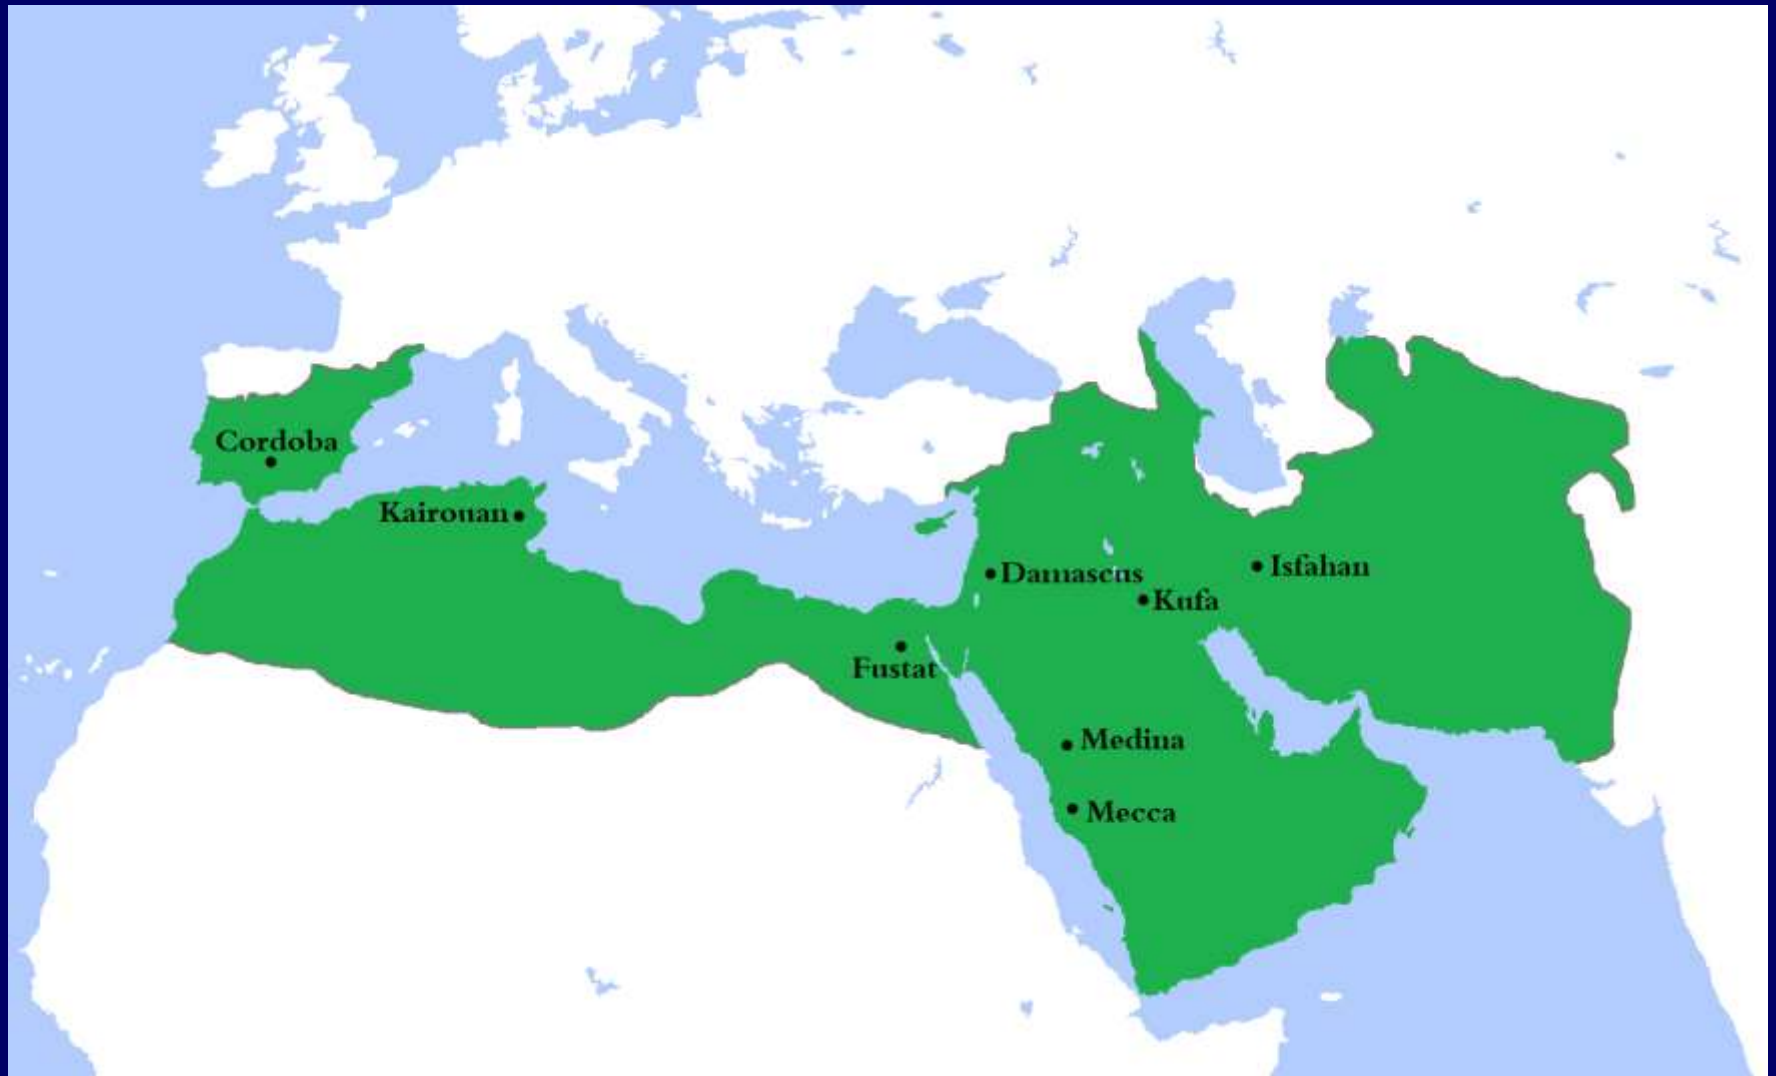 Cordoba
Kairouan
Damascus
Isfahan
Kufa
Fustat
Medina
Mecca